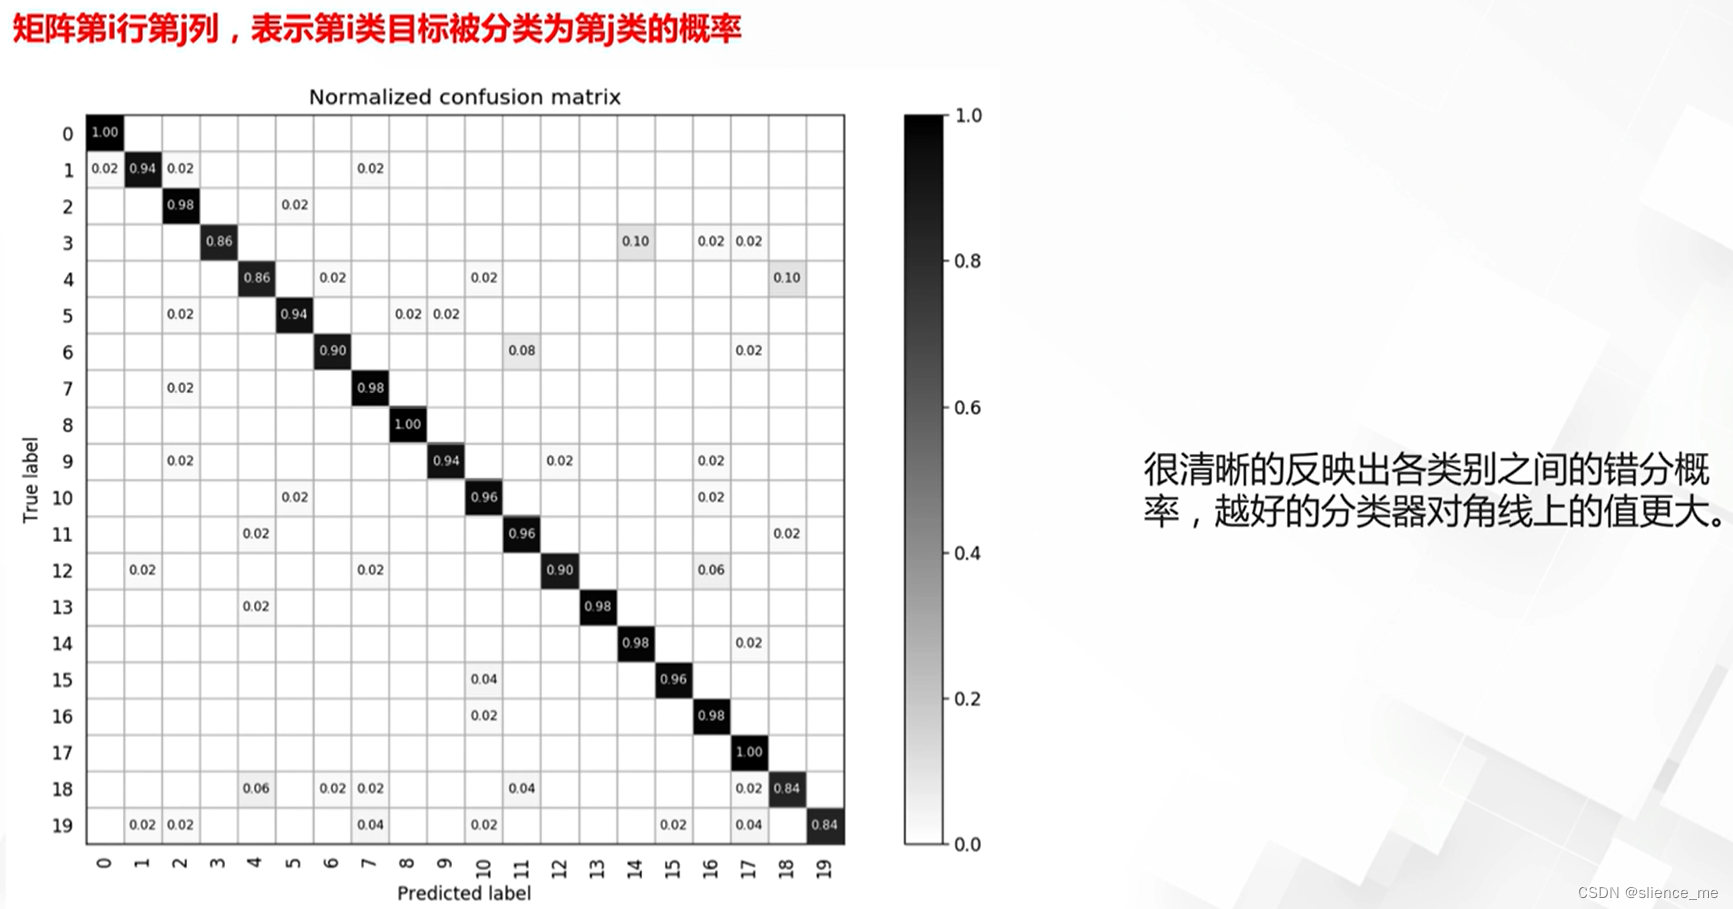 矩阵第i行第j列，表示第i类目标被分类为第j类的概率
Normalized confusion matrix
0 1.00
1 0.02 0.94 0.02 0.02
2 0.98 0.02
3 0.86 0.10 0.02 0.02
4 0.86 0.02 0.02 0.10
5 0.02 0.94 0.02 0.02
6 0.90 0.08 0.02
7 0.02 0.98
8 1.00
9 0.02 0.94 0.02 0.02
10 0.02 0.96 0.02
11 0.02 0.96 0.02
12 0.02 0.02 0.90 0.06
13 0.02 0.98
14 0.98 0.02
15 0.04 0.96
16 0.02 0.98
17 1.00
18 0.06 0.02 0.02 0.04 0.02 0.84
19 0.02 0.02 0.04 0.02 0.02 0.04 0.84
0 1 2 3 4 5 6 7 8 9 10 11 12 13 14 15 16 17 18 19
True label
Predicted label
1.0
0.8
0.6
0.4
0.2
0.0
很清晰的反映出各类别之间的错分概
率，越好的分类器对角线上的值更大。
CSDN @slience_me